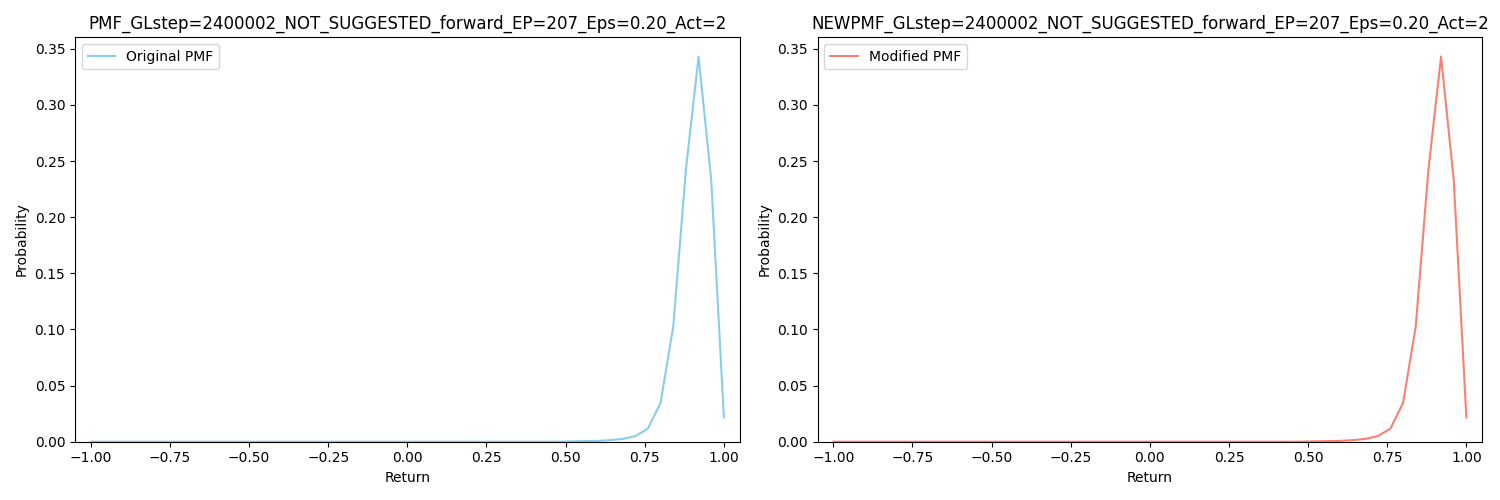 PMF_GLstep=2400002_NOT_SUGGESTED_forward_EP=207_Eps=0.20_Act=2
Original PMF
Probability
0.35
0.30
0.25
0.20
0.15
0.10
0.05
0.00
−1.00 −0.75 −0.50 −0.25 0.00 0.25 0.50 0.75 1.00
Return
NEWPMF_GLstep=2400002_NOT_SUGGESTED_forward_EP=207_Eps=0.20_Act=2
Modified PMF
Probability
0.35
0.30
0.25
0.20
0.15
0.10
0.05
0.00
−1.00 −0.75 −0.50 −0.25 0.00 0.25 0.50 0.75 1.00
Return